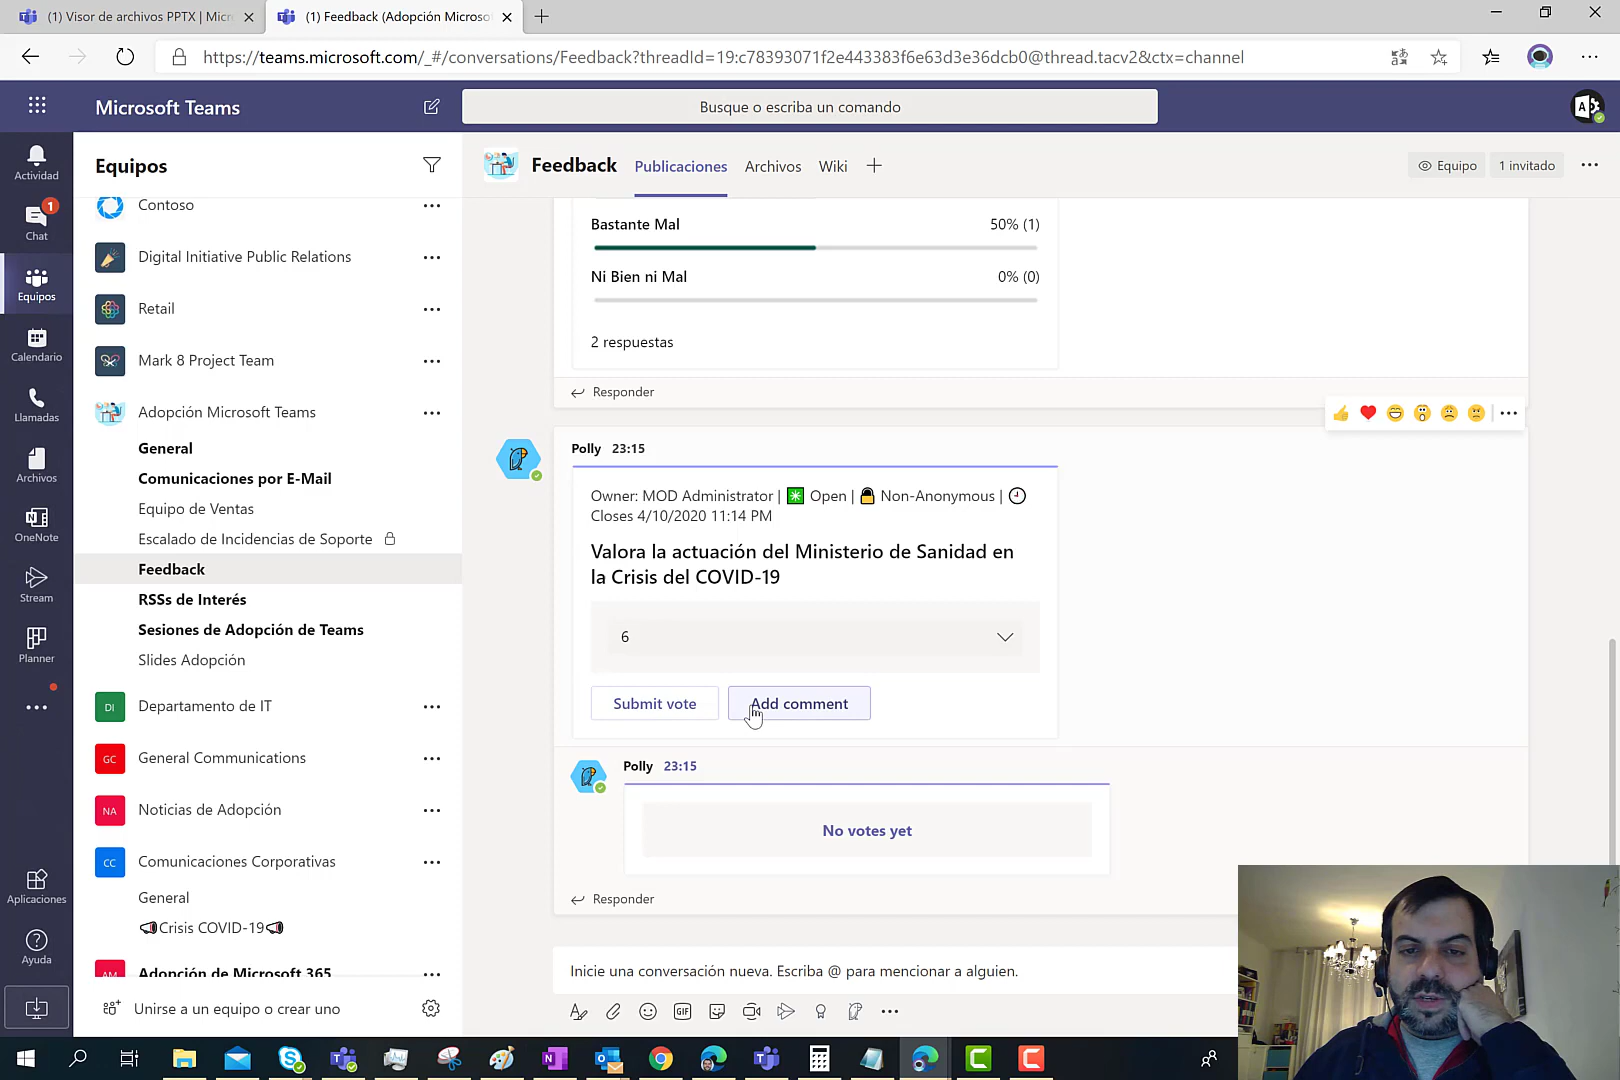 (1) Visor de archivos PPTX | Micr
(1) Feedback (Adopción Microso
https://teams.microsoft.com/_#/conversations/Feedback?threadId=19:c78393071f2e443383f6e63d3e36dcb0@thread.tacv2&ctx=channel
Microsoft Teams
Busque o escriba un comando
Actividad
1
Chat
Equipos
Calendario
Llamadas
Archivos
OneNote
Stream
Planner
Aplicaciones
Ayuda
Equipos
Contoso
Digital Initiative Public Relations
Retail
Mark 8 Project Team
Adopción Microsoft Teams
General
Comunicaciones por E-Mail
Equipo de Ventas
Escalado de Incidencias de Soporte
Feedback
RSSs de Interés
Sesiones de Adopción de Teams
Slides Adopción
DI Departamento de IT
GC General Communications
NA Noticias de Adopción
CC Comunicaciones Corporativas
General
Crisis COVID-19
AM Adopción de Microsoft 365
Unirse a un equipo o crear uno
Feedback Publicaciones Archivos Wiki
Equipo 1 invitado
Bastante Mal 50% (1)
Ni Bien ni Mal 0% (0)
2 respuestas
Responder
Polly 23:15
Owner: MOD Administrator | Open | Non-Anonymous |
Closes 4/10/2020 11:14 PM
Valora la actuación del Ministerio de Sanidad en
la Crisis del COVID-19
6
Submit vote Add comment
Polly 23:15
No votes yet
Responder
Inicie una conversación nueva. Escriba @ para mencionar a alguien.
GIF